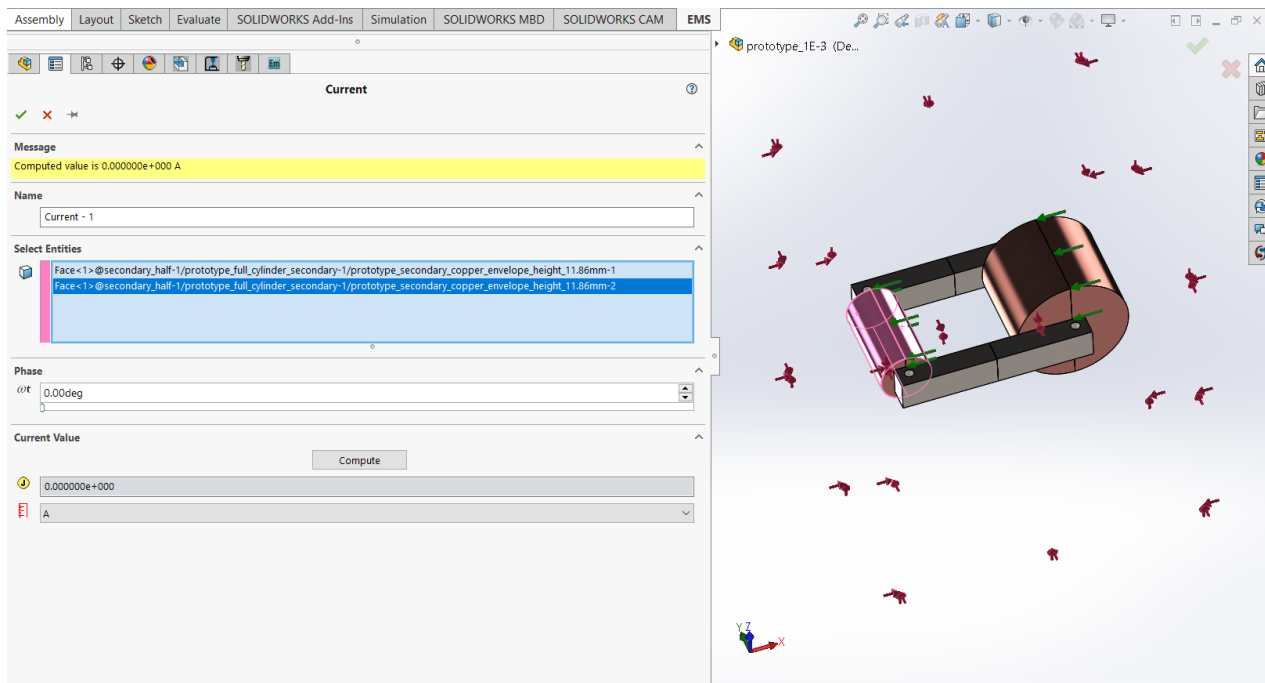 Assembly Layout Sketch Evaluate SOLIDWORKS Add-Ins Simulation SOLIDWORKS MBD SOLIDWORKS CAM EMS
prototype_1E-3 (De...
Em
Current
Message
Computed value is 0.000000e+000 A
Name
Current - 1
Select Entities
Face<1>@secondary_half-1/prototype_full_cylinder_secondary-1/prototype_secondary_copper_envelope_height_11.86mm-1
Face<1>@secondary_half-1/prototype_full_cylinder_secondary-1/prototype_secondary_copper_envelope_height_11.86mm-2
Phase
ωt 0.00deg
Current Value
Compute
J 0.000000e+000
A
Y Z X